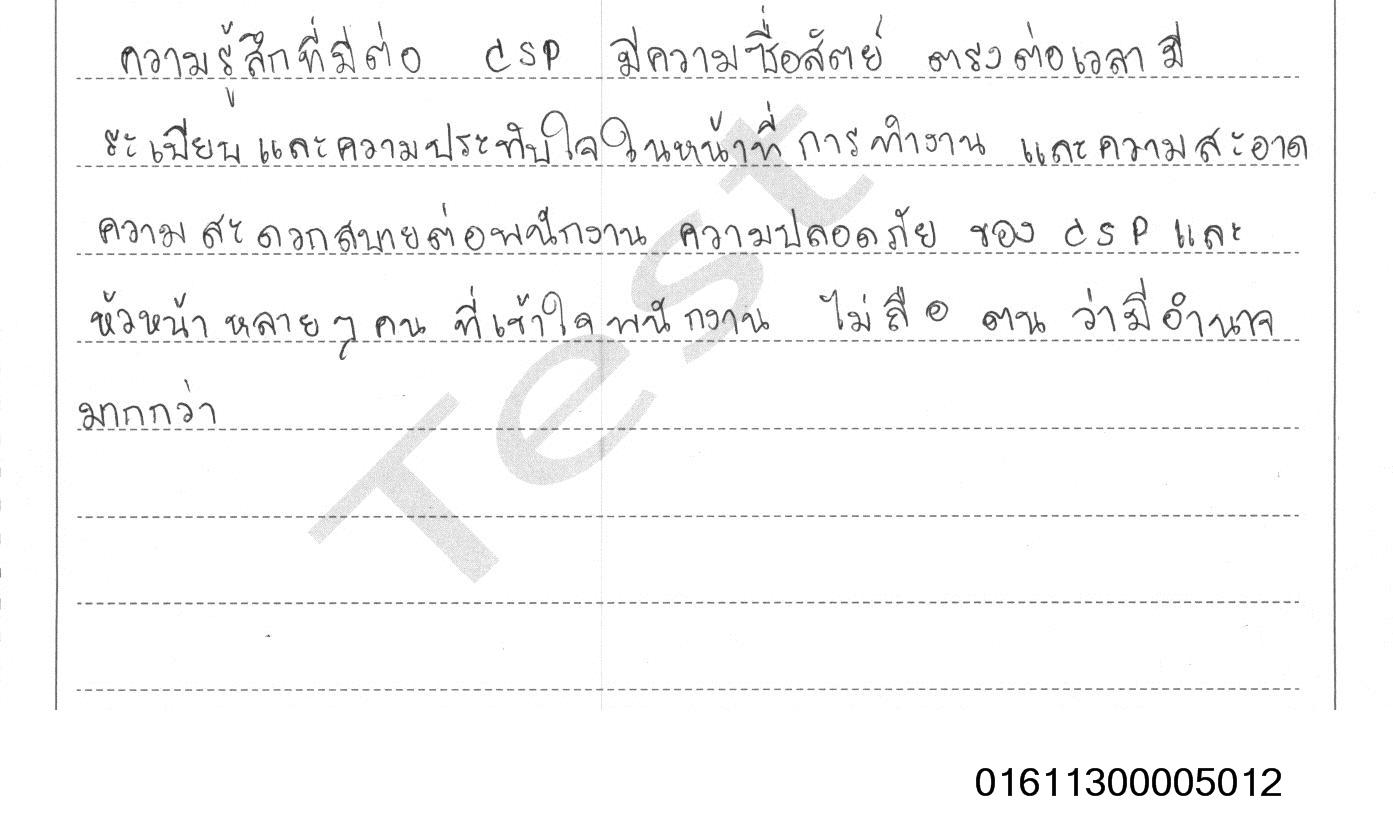 ความรู้สึกที่มีต่อ CSP มีความซื่อสัตย์ ตรงต่อเวลา มี
ระเบียบและความประทับใจในหน้าที่การทำงาน และความสะอาด
ความสะดวกสบายต่อพนักงาน ความปลอดภัย ของ CSP และ
หัวหน้าหลายๆคน ที่เข้าใจพนักงาน ไม่ถือ ตน ว่ามีอำนาจ
มากกว่า
Test
01611300005012